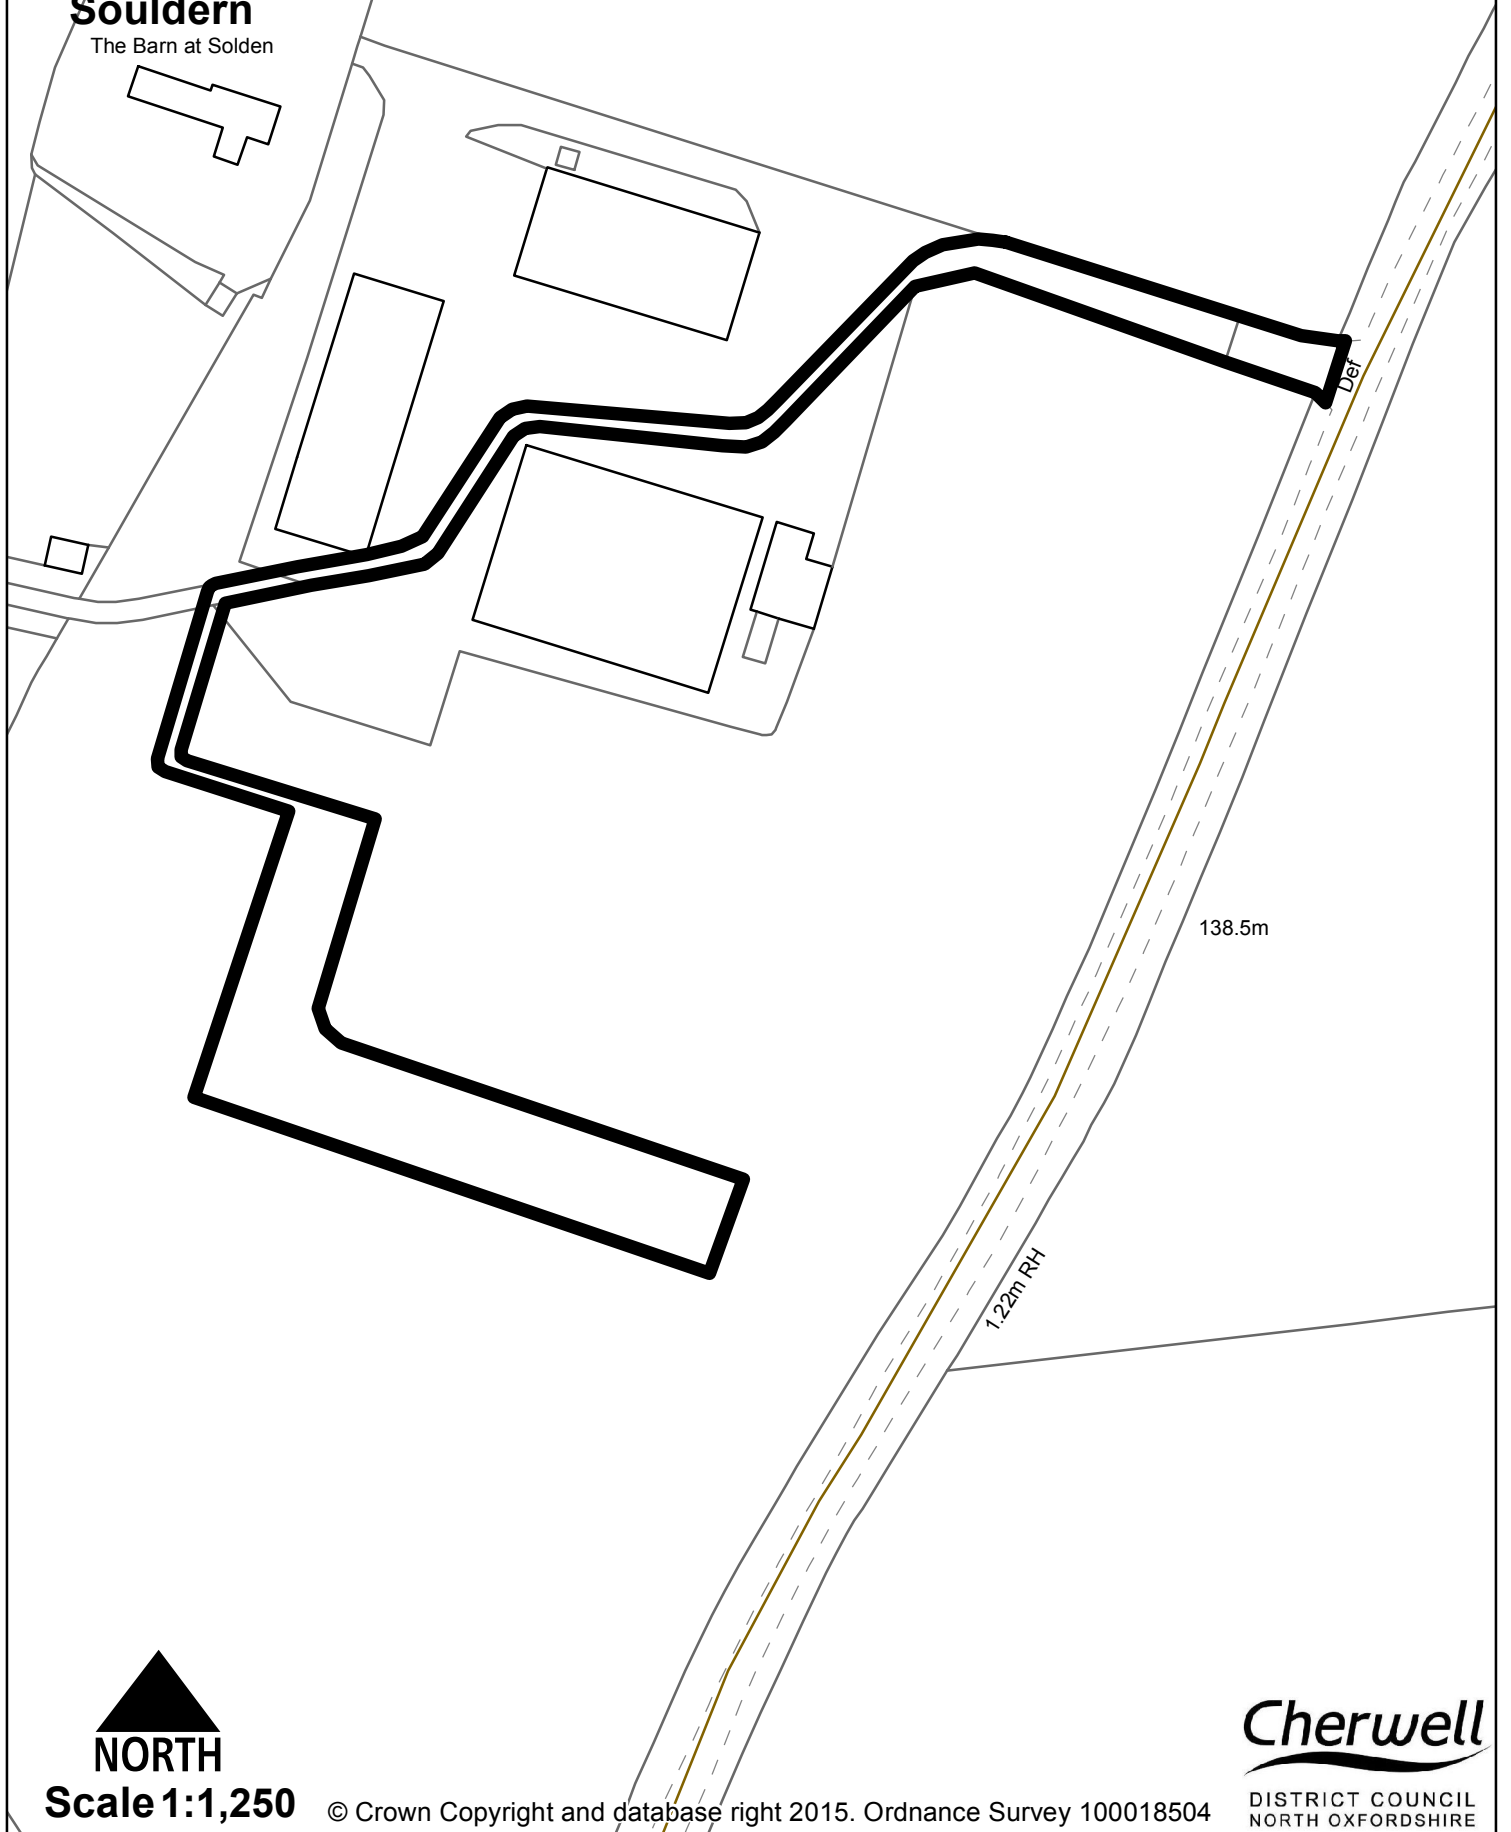 Souldern
The Barn at Solden
Def
138.5m
1.22m RH
NORTH
Scale 1:1,250
© Crown Copyright and database right 2015. Ordnance Survey 100018504
Cherwell
DISTRICT COUNCIL
NORTH OXFORDSHIRE